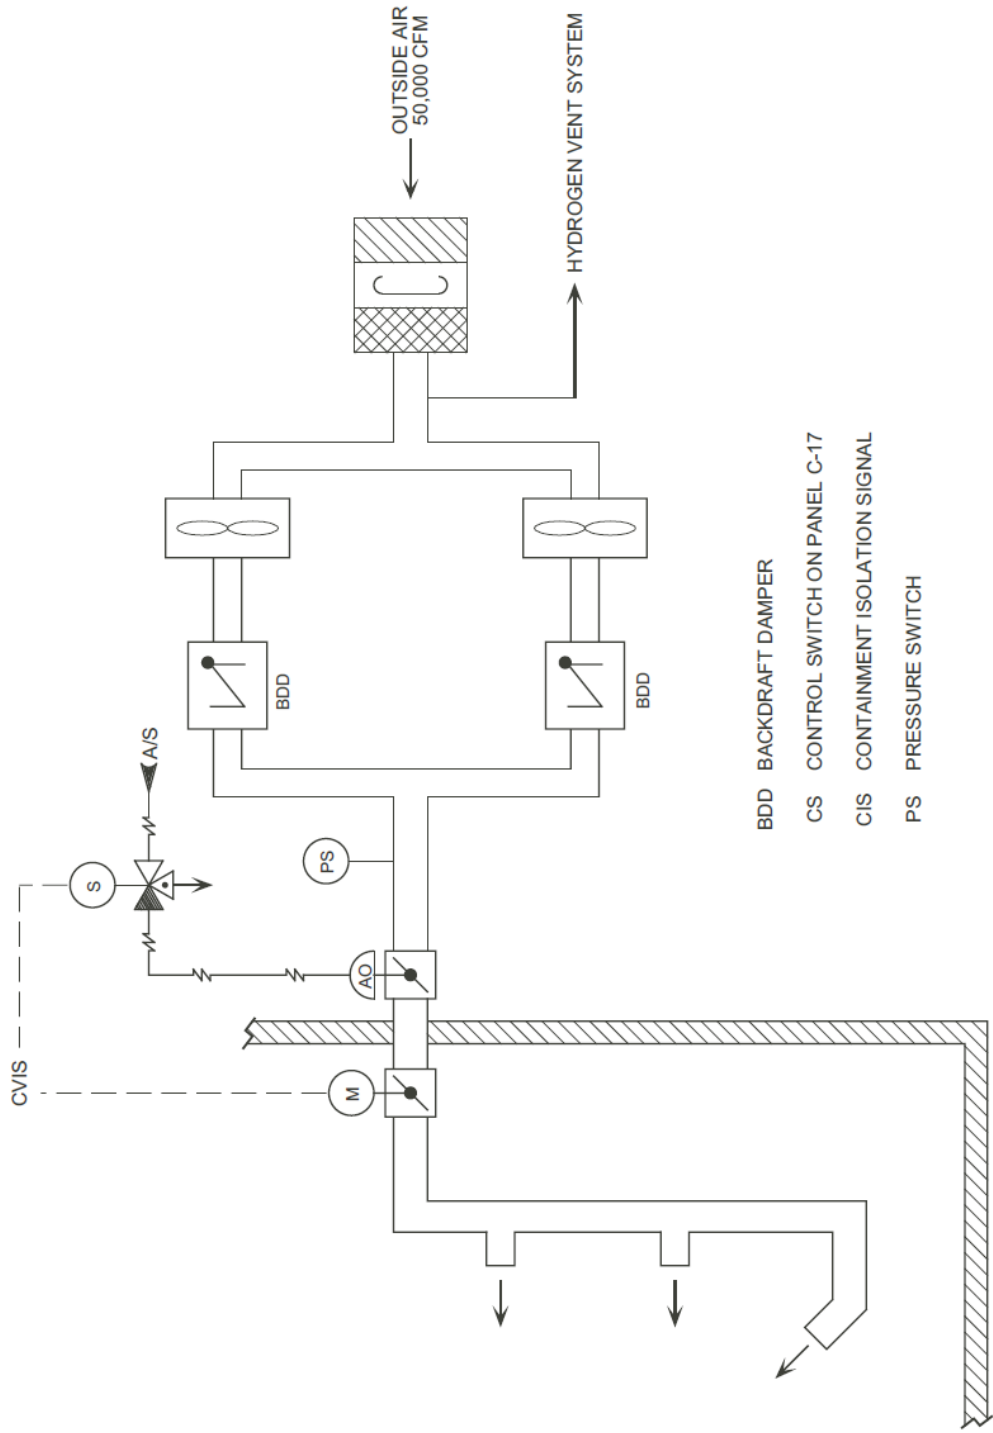 OUTSIDE AIR
50,000 CFM
HYDROGEN VENT SYSTEM
A/S
S
CVIS
BDD
BDD
PS
AO
M
BDD BACKDRAFT DAMPER
CS CONTROL SWITCH ON PANEL C-17
CIS CONTAINMENT ISOLATION SIGNAL
PS PRESSURE SWITCH